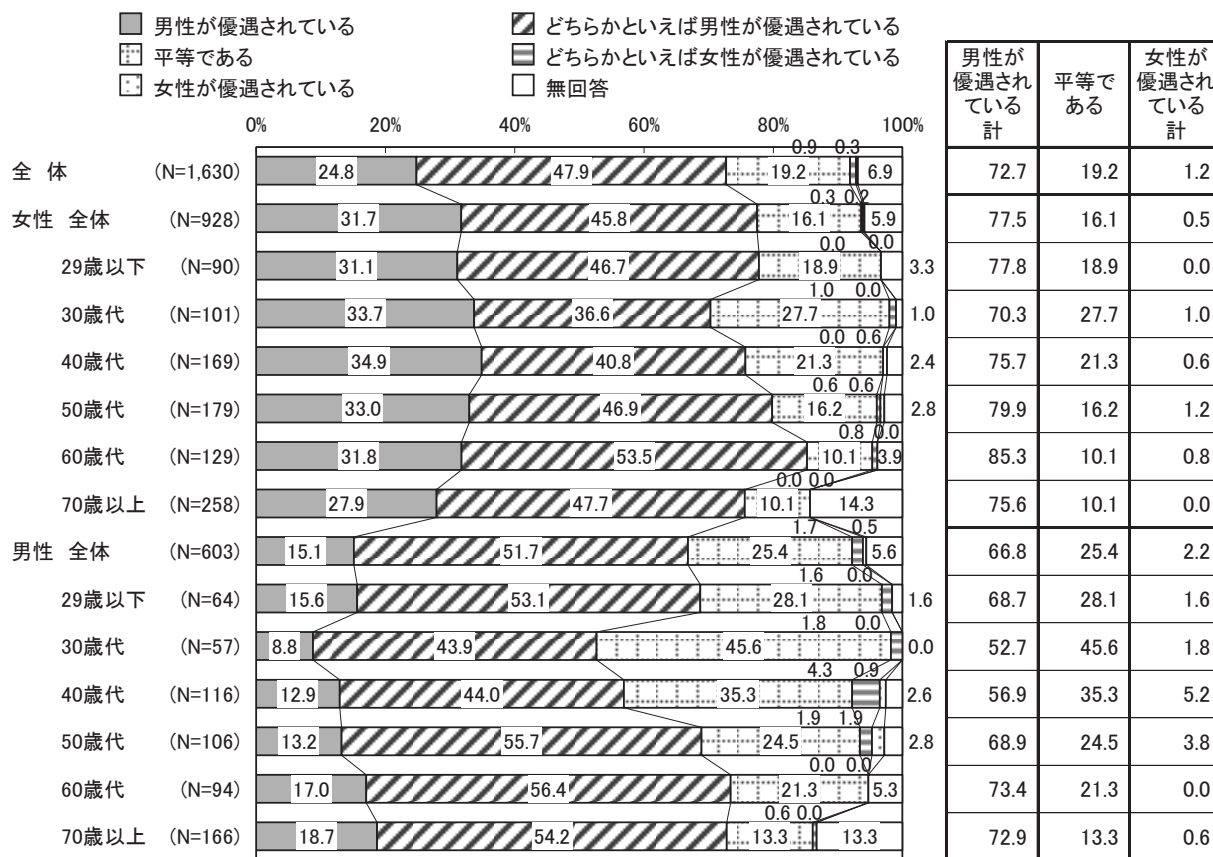 男性が優遇されている
どちらかといえば男性が優遇されている
平等である
どちらかといえば女性が優遇されている
女性が優遇されている
無回答
男性が
優遇され
ている
計
平等で
ある
女性が
優遇され
ている
計
0% 20% 40% 60% 80% 100%
0.9 0.3
全 体 (N=1,630) 24.8 47.9 19.2 6.9 72.7 19.2 1.2
0.3 0.2
女性 全体 (N=928) 31.7 45.8 16.1 5.9 77.5 16.1 0.5
0.0 0.0
29歳以下 (N=90) 31.1 46.7 18.9 3.3 77.8 18.9 0.0
1.0 0.0
30歳代 (N=101) 33.7 36.6 27.7 1.0 70.3 27.7 1.0
0.0 0.6
40歳代 (N=169) 34.9 40.8 21.3 2.4 75.7 21.3 0.6
0.6 0.6
50歳代 (N=179) 33.0 46.9 16.2 2.8 79.9 16.2 1.2
0.8 0.0
60歳代 (N=129) 31.8 53.5 10.1 3.9 85.3 10.1 0.8
0.0 0.0
70歳以上 (N=258) 27.9 47.7 10.1 14.3 75.6 10.1 0.0
1.7 0.5
男性 全体 (N=603) 15.1 51.7 25.4 5.6 66.8 25.4 2.2
1.6 0.0
29歳以下 (N=64) 15.6 53.1 28.1 1.6 68.7 28.1 1.6
1.8 0.0
30歳代 (N=57) 8.8 43.9 45.6 0.0 52.7 45.6 1.8
4.3 0.9
40歳代 (N=116) 12.9 44.0 35.3 2.6 56.9 35.3 5.2
1.9 1.9
50歳代 (N=106) 13.2 55.7 24.5 2.8 68.9 24.5 3.8
0.0 0.0
60歳代 (N=94) 17.0 56.4 21.3 5.3 73.4 21.3 0.0
0.6 0.0
70歳以上 (N=166) 18.7 54.2 13.3 13.3 72.9 13.3 0.6